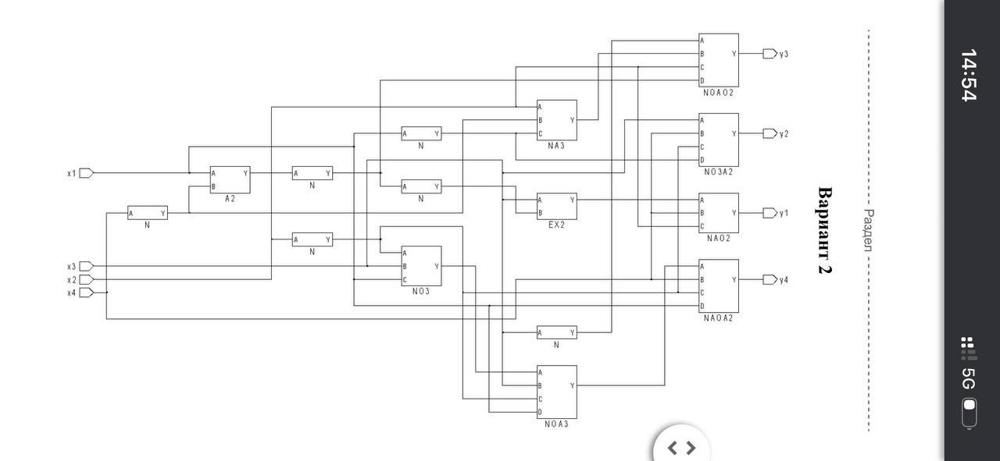 14:54
5G
Раздел
Вариант 2
A
B
C
D
Y
NOAO2
y3
A
B
C
Y
NA3
A
B
C
D
Y
NO3A2
y2
A
Y
N
x1
A
B
Y
A2
A
Y
N
A
Y
N
A
B
Y
EX2
A
B
C
Y
NAO2
y1
A
Y
N
A
Y
N
A
B
C
Y
NO3
x3
x2
x4
A
B
C
D
Y
NAOA2
y4
A
Y
N
A
B
C
D
Y
NOA3